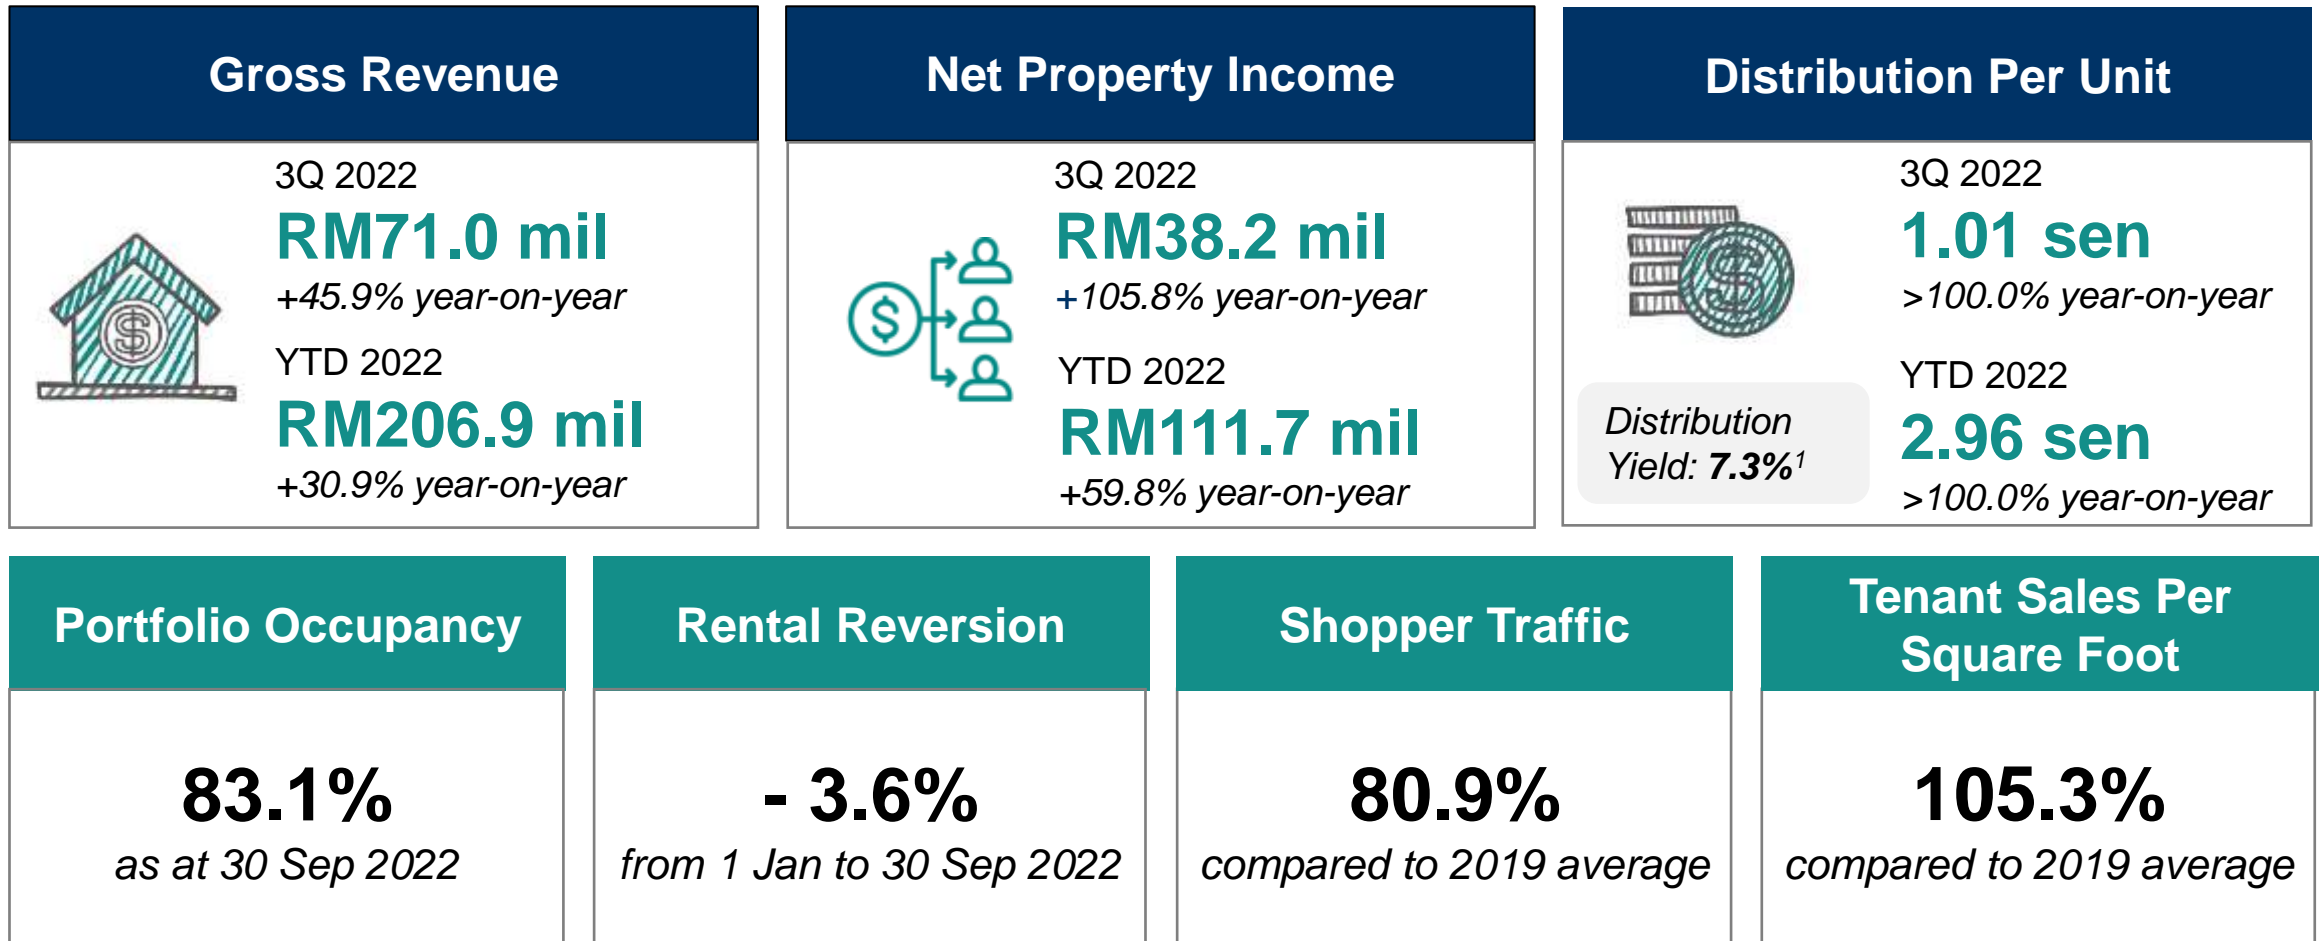 Gross Revenue
3Q 2022
RM71.0 mil
+45.9% year-on-year
YTD 2022
RM206.9 mil
+30.9% year-on-year
Net Property Income
3Q 2022
RM38.2 mil
+105.8% year-on-year
YTD 2022
RM111.7 mil
+59.8% year-on-year
Distribution Per Unit
3Q 2022
1.01 sen
>100.0% year-on-year
YTD 2022
2.96 sen
>100.0% year-on-year
Distribution
Yield: 7.3%¹
Portfolio Occupancy
83.1%
as at 30 Sep 2022
Rental Reversion
- 3.6%
from 1 Jan to 30 Sep 2022
Shopper Traffic
80.9%
compared to 2019 average
Tenant Sales Per
Square Foot
105.3%
compared to 2019 average